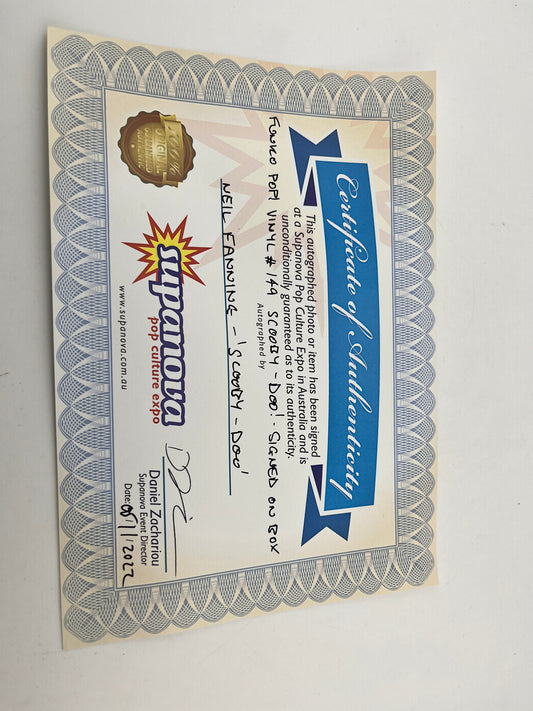 Certificate of Authenticity
This autographed photo or item has been signed
at a Supanova Pop Culture Expo in Australia and is
unconditionally guaranteed as to its authenticity.
FUNKO POP! VINYL # 149 SCOOBY-DOO! - SIGNED ON BOX
Autographed by
NEIL FANNING - 'SCOOBY-DOO'
supanova
pop culture expo
www.supanova.com.au
Daniel Zachariou
Supanova Event Director
Date: